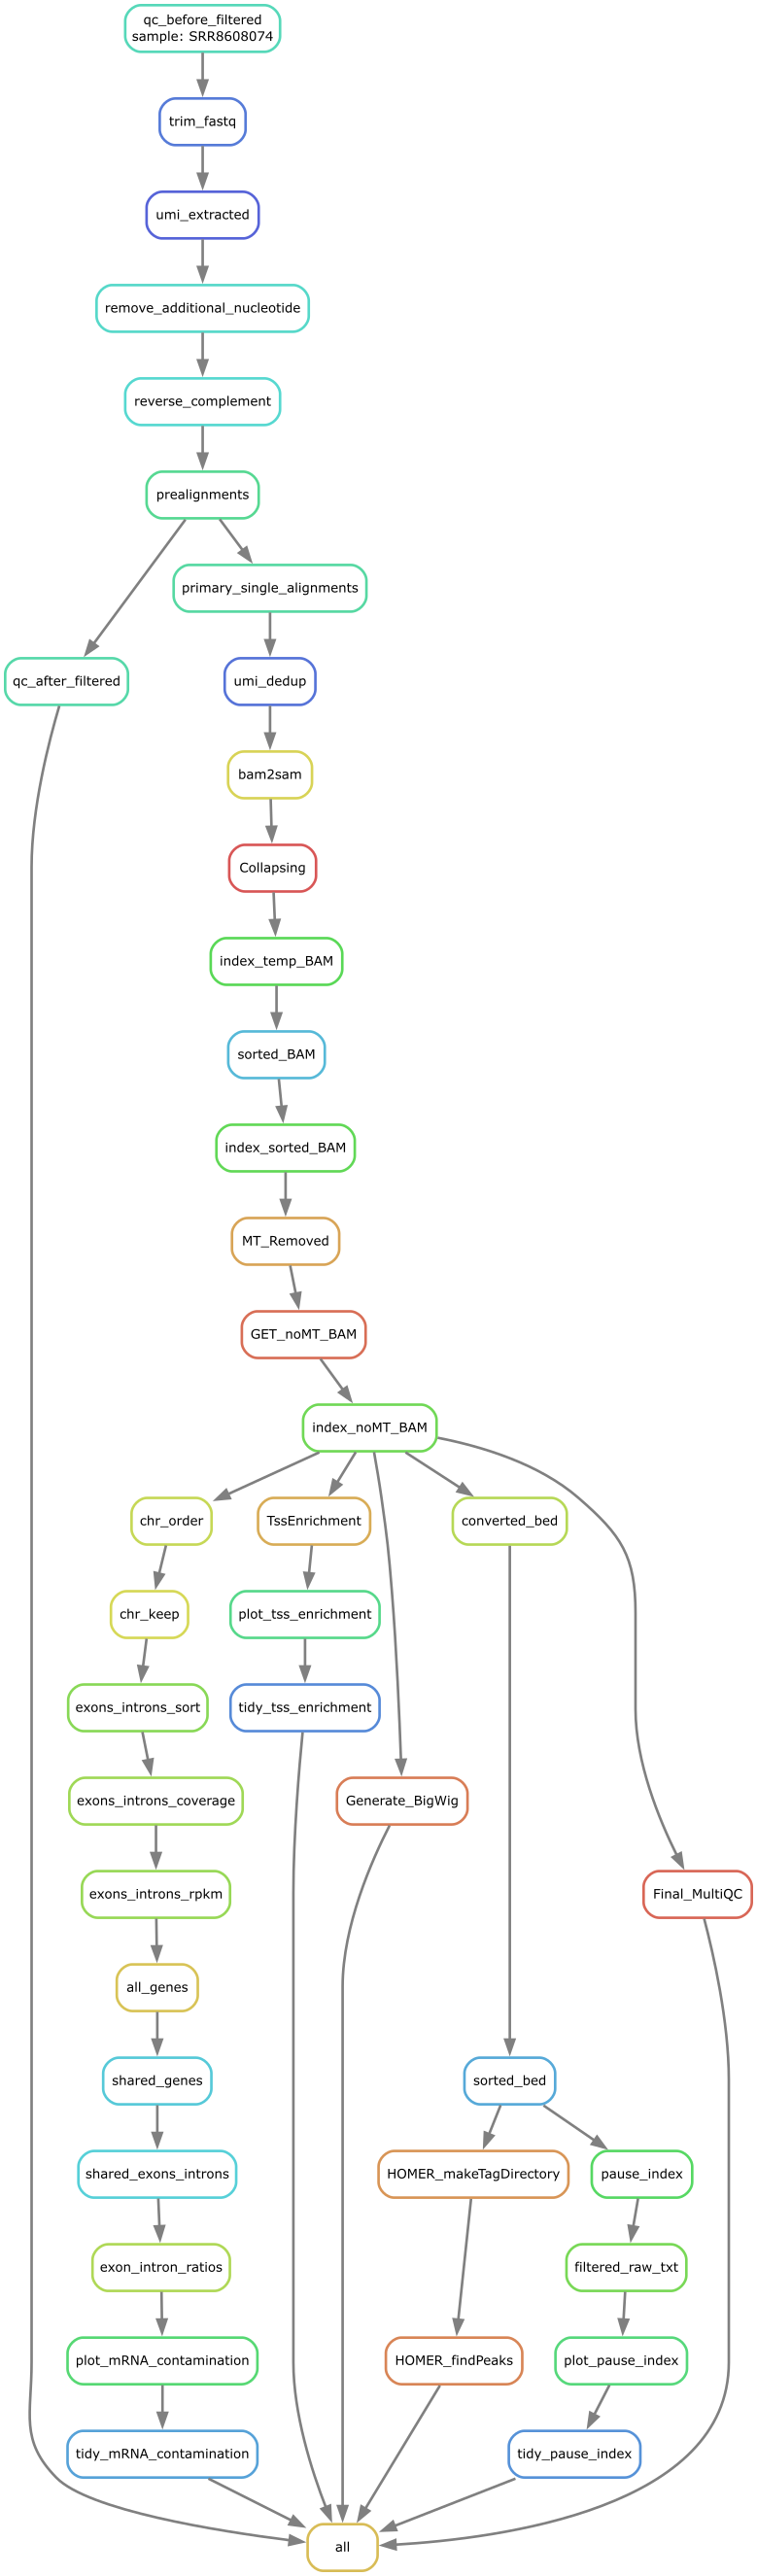 qc_before_filtered
sample: SRR8608074
trim_fastq
umi_extracted
remove_additional_nucleotide
reverse_complement
prealignments
primary_single_alignments
qc_after_filtered
umi_dedup
bam2sam
Collapsing
index_temp_BAM
sorted_BAM
index_sorted_BAM
MT_Removed
GET_noMT_BAM
index_noMT_BAM
chr_order
TssEnrichment
converted_bed
chr_keep
plot_tss_enrichment
exons_introns_sort
tidy_tss_enrichment
exons_introns_coverage
Generate_BigWig
exons_introns_rpkm
Final_MultiQC
all_genes
shared_genes
sorted_bed
shared_exons_introns
HOMER_makeTagDirectory
pause_index
exon_intron_ratios
filtered_raw_txt
plot_mRNA_contamination
HOMER_findPeaks
plot_pause_index
tidy_mRNA_contamination
tidy_pause_index
all